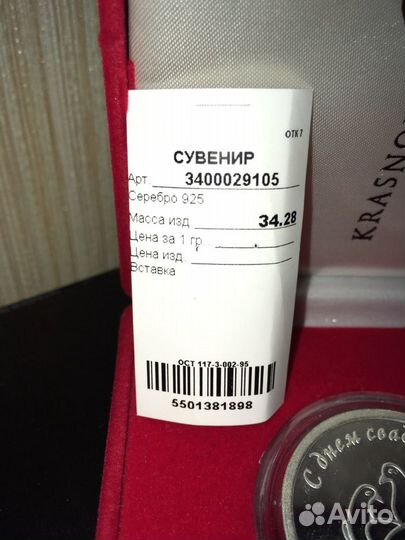 ОТК 7
СУВЕНИР
Арт. 3400029105
Серебро 925
Масса изд. 34.28
Цена за 1 гр.
Цена изд.
Вставка
ОСТ 117-3-002-95
5501381898
KRASNO
С днем свад
Avito